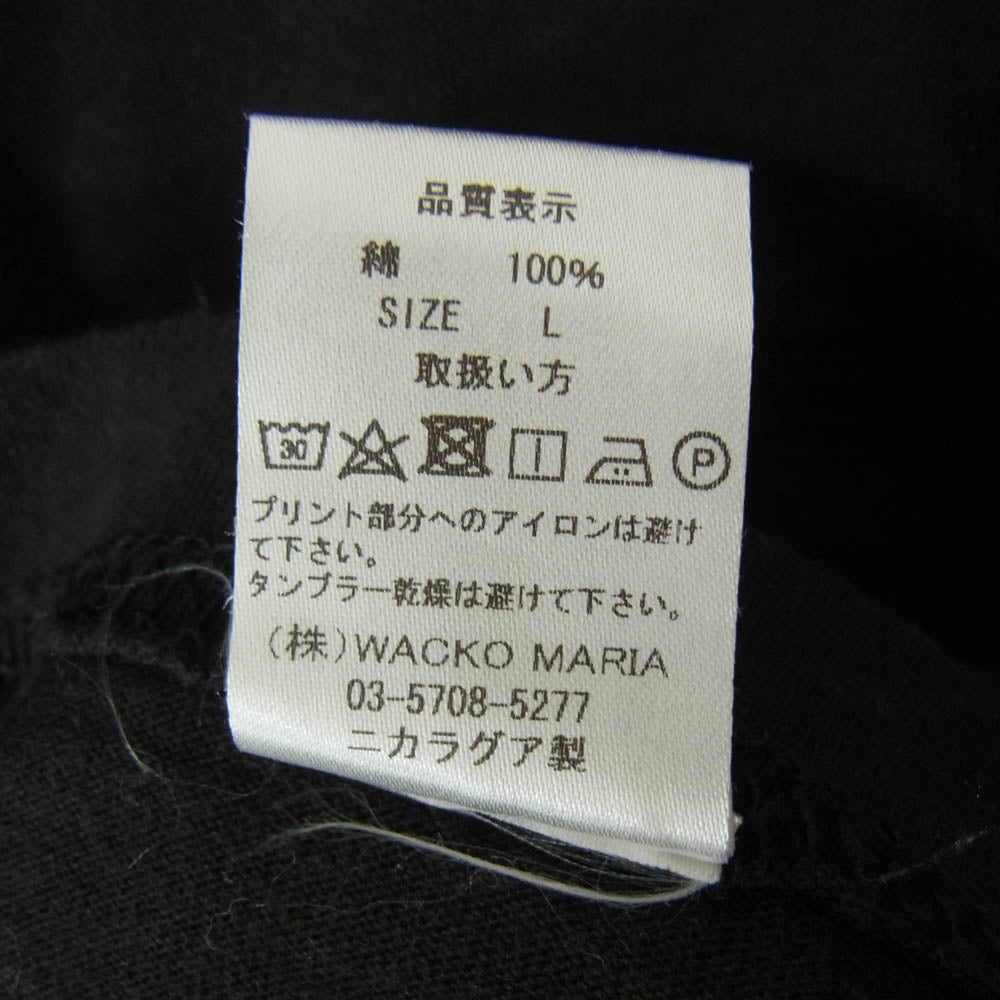 品質表示
綿 100%
SIZE L
取扱い方
30 P
プリント部分へのアイロンは避け
て下さい。
タンブラー乾燥は避けて下さい。
(株)WACKO MARIA
03-5708-5277
ニカラグア製